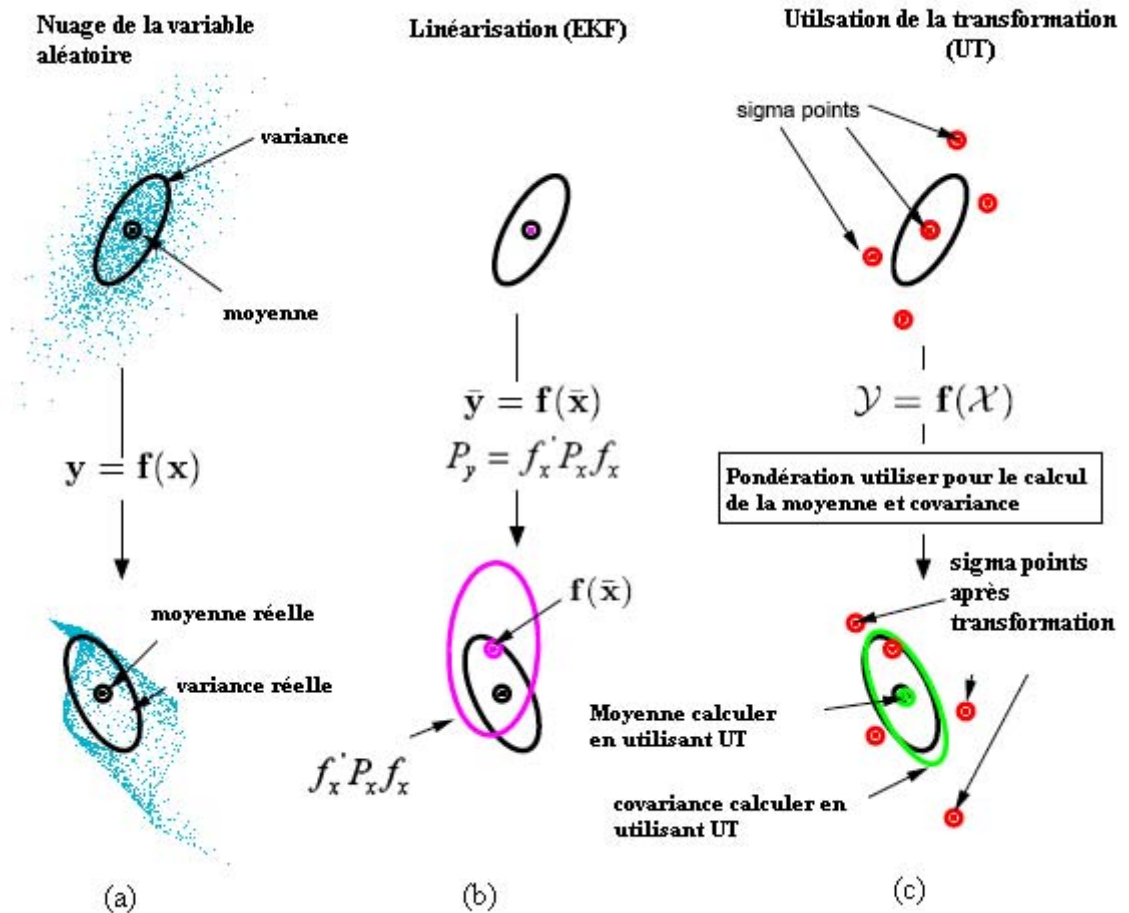 Nuage de la variable
aléatoire
variance
moyenne
y = f(x)
moyenne réelle
variance réelle
(a)
Linéarisation (EKF)
ȳ = f(x̄)
P_y = f_x^' P_x f_x
f(x̄)
f_x^' P_x f_x
(b)
Utilsation de la transformation
(UT)
sigma points
𝒴 = f(𝒳)
Pondération utiliser pour le calcul
de la moyenne et covariance
sigma points
après
transformation
Moyenne calculer
en utilisant UT
covariance calculer en
utilisant UT
(c)